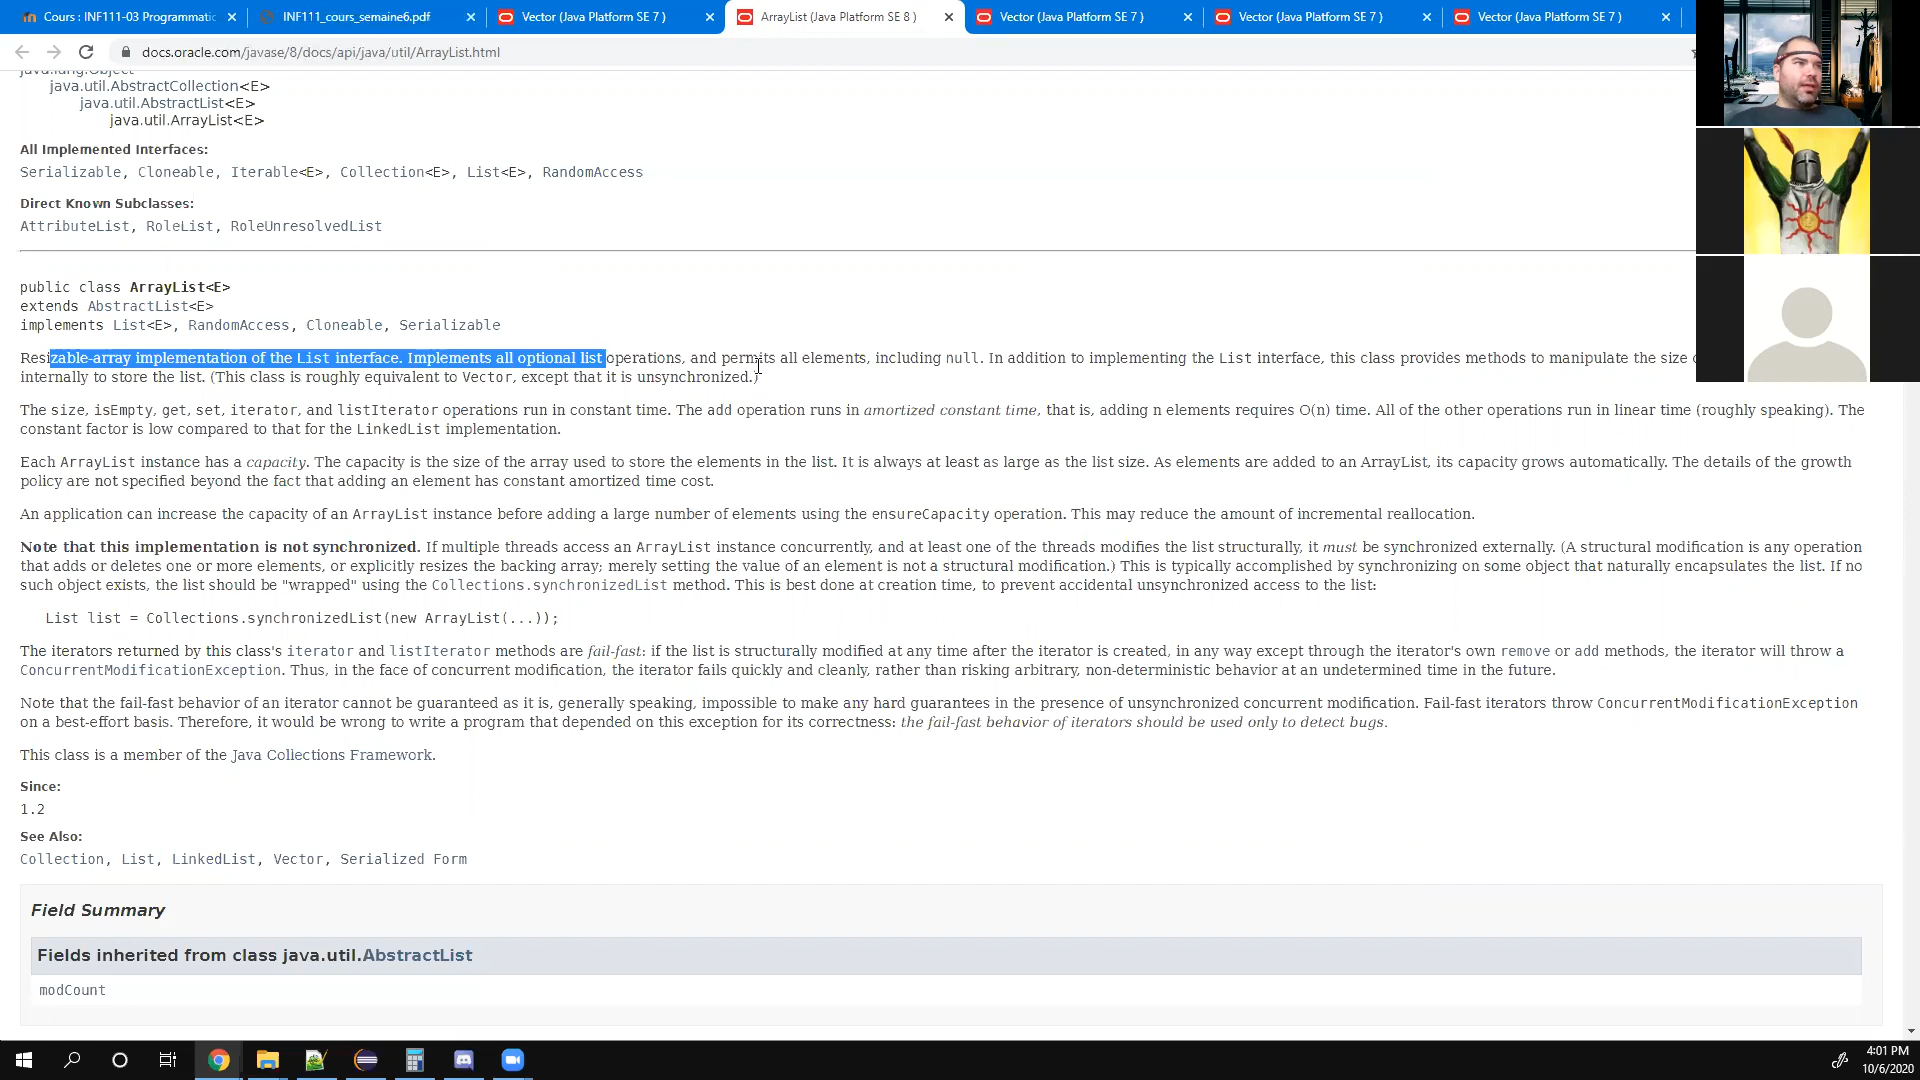 Cours : INF111-03 Programmati
INF111_cours_semaine6.pdf
Vector (Java Platform SE 7 )
ArrayList (Java Platform SE 8 )
Vector (Java Platform SE 7 )
Vector (Java Platform SE 7 )
Vector (Java Platform SE 7 )
docs.oracle.com/javase/8/docs/api/java/util/ArrayList.html
java.lang.Object
java.util.AbstractCollection<E>
java.util.AbstractList<E>
java.util.ArrayList<E>
All Implemented Interfaces:
Serializable, Cloneable, Iterable<E>, Collection<E>, List<E>, RandomAccess
Direct Known Subclasses:
AttributeList, RoleList, RoleUnresolvedList
public class ArrayList<E>
extends AbstractList<E>
implements List<E>, RandomAccess, Cloneable, Serializable
Resizable-array implementation of the List interface. Implements all optional list operations, and permits all elements, including null. In addition to implementing the List interface, this class provides methods to manipulate the size
internally to store the list. (This class is roughly equivalent to Vector, except that it is unsynchronized.)
The size, isEmpty, get, set, iterator, and listIterator operations run in constant time. The add operation runs in amortized constant time, that is, adding n elements requires O(n) time. All of the other operations run in linear time (roughly speaking). The
constant factor is low compared to that for the LinkedList implementation.
Each ArrayList instance has a capacity. The capacity is the size of the array used to store the elements in the list. It is always at least as large as the list size. As elements are added to an ArrayList, its capacity grows automatically. The details of the growth
policy are not specified beyond the fact that adding an element has constant amortized time cost.
An application can increase the capacity of an ArrayList instance before adding a large number of elements using the ensureCapacity operation. This may reduce the amount of incremental reallocation.
Note that this implementation is not synchronized. If multiple threads access an ArrayList instance concurrently, and at least one of the threads modifies the list structurally, it must be synchronized externally. (A structural modification is any operation
that adds or deletes one or more elements, or explicitly resizes the backing array; merely setting the value of an element is not a structural modification.) This is typically accomplished by synchronizing on some object that naturally encapsulates the list. If no
such object exists, the list should be "wrapped" using the Collections.synchronizedList method. This is best done at creation time, to prevent accidental unsynchronized access to the list:
List list = Collections.synchronizedList(new ArrayList(...));
The iterators returned by this class's iterator and listIterator methods are fail-fast: if the list is structurally modified at any time after the iterator is created, in any way except through the iterator's own remove or add methods, the iterator will throw a
ConcurrentModificationException. Thus, in the face of concurrent modification, the iterator fails quickly and cleanly, rather than risking arbitrary, non-deterministic behavior at an undetermined time in the future.
Note that the fail-fast behavior of an iterator cannot be guaranteed as it is, generally speaking, impossible to make any hard guarantees in the presence of unsynchronized concurrent modification. Fail-fast iterators throw ConcurrentModificationException
on a best-effort basis. Therefore, it would be wrong to write a program that depended on this exception for its correctness: the fail-fast behavior of iterators should be used only to detect bugs.
This class is a member of the Java Collections Framework.
Since:
1.2
See Also:
Collection, List, LinkedList, Vector, Serialized Form
Field Summary
Fields inherited from class java.util.AbstractList
modCount
4:01 PM
10/6/2020